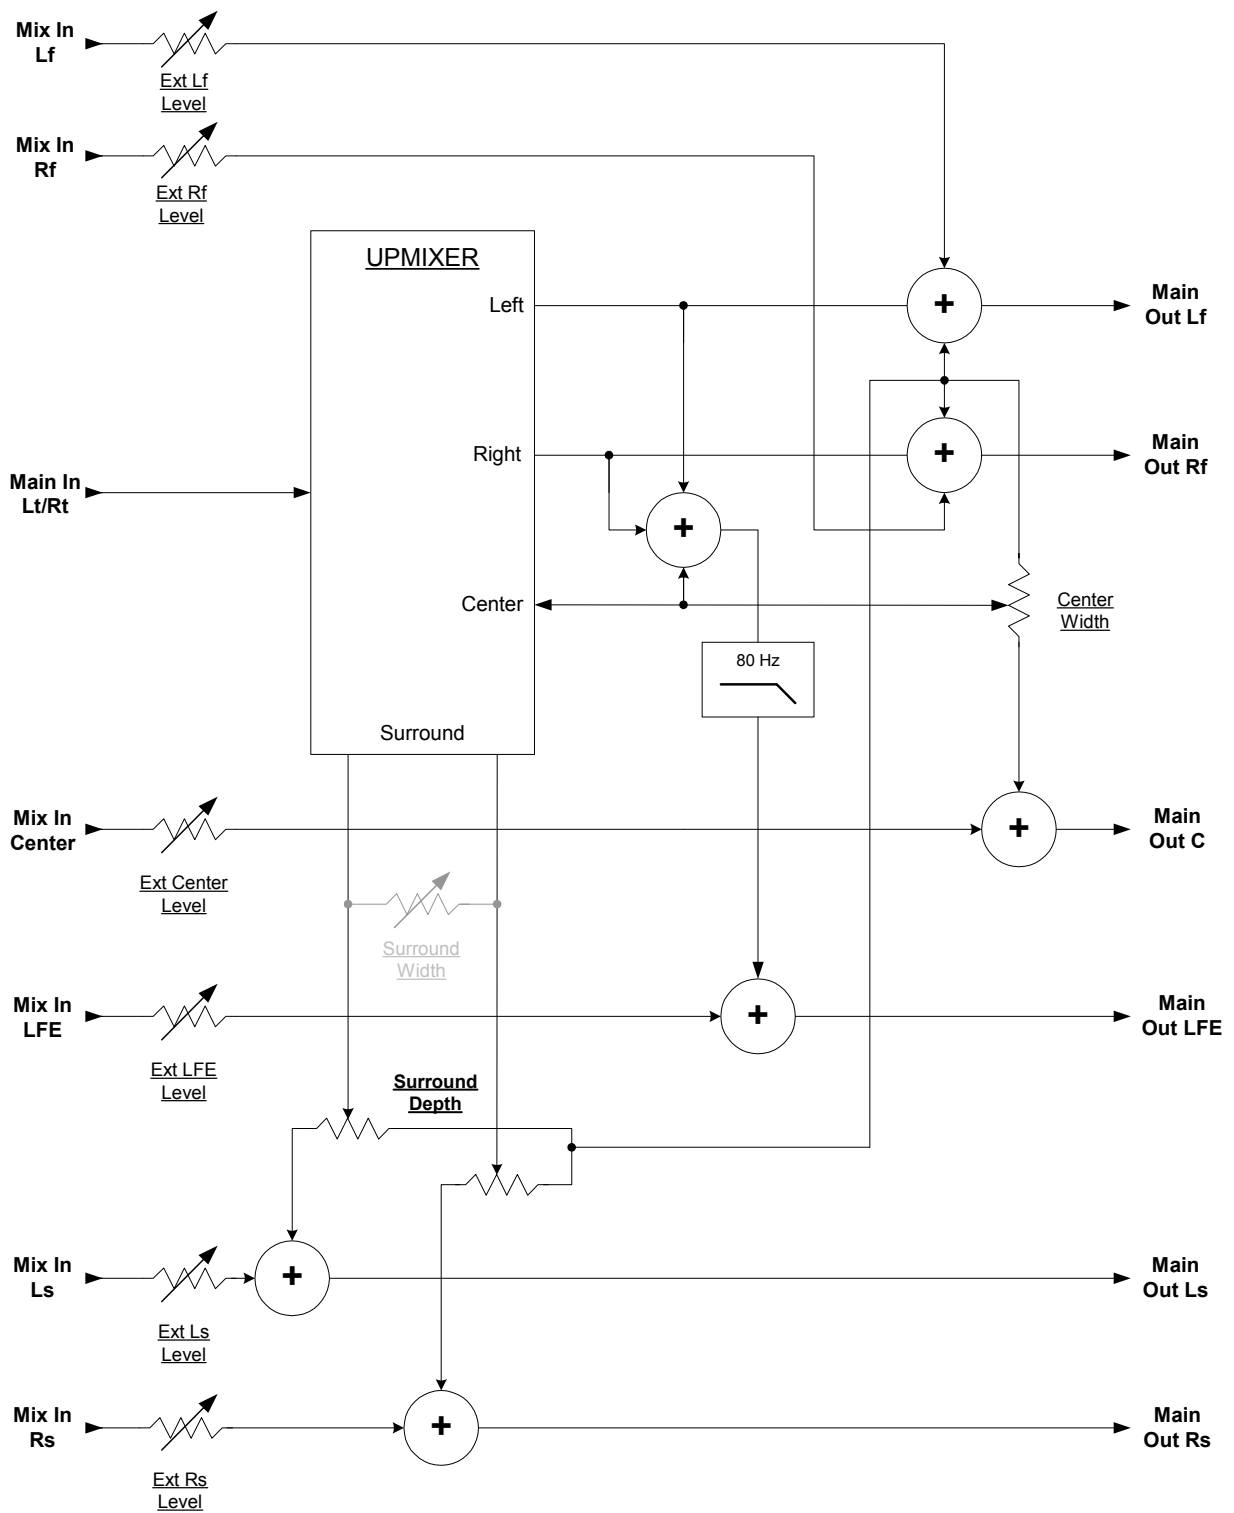 Mix In
Lf
Ext Lf
Level
Mix In
Rf
Ext Rf
Level
UPMIXER
Left
+
Main
Out Lf
Right
+
Main
Out Rf
Main In
Lt/Rt
+
Center
Center
Width
80 Hz
Surround
Mix In
Center
+
Main
Out C
Ext Center
Level
Surround
Width
Mix In
LFE
+
Main
Out LFE
Ext LFE
Level
Surround
Depth
Mix In
Ls
+
Main
Out Ls
Ext Ls
Level
Mix In
Rs
+
Main
Out Rs
Ext Rs
Level